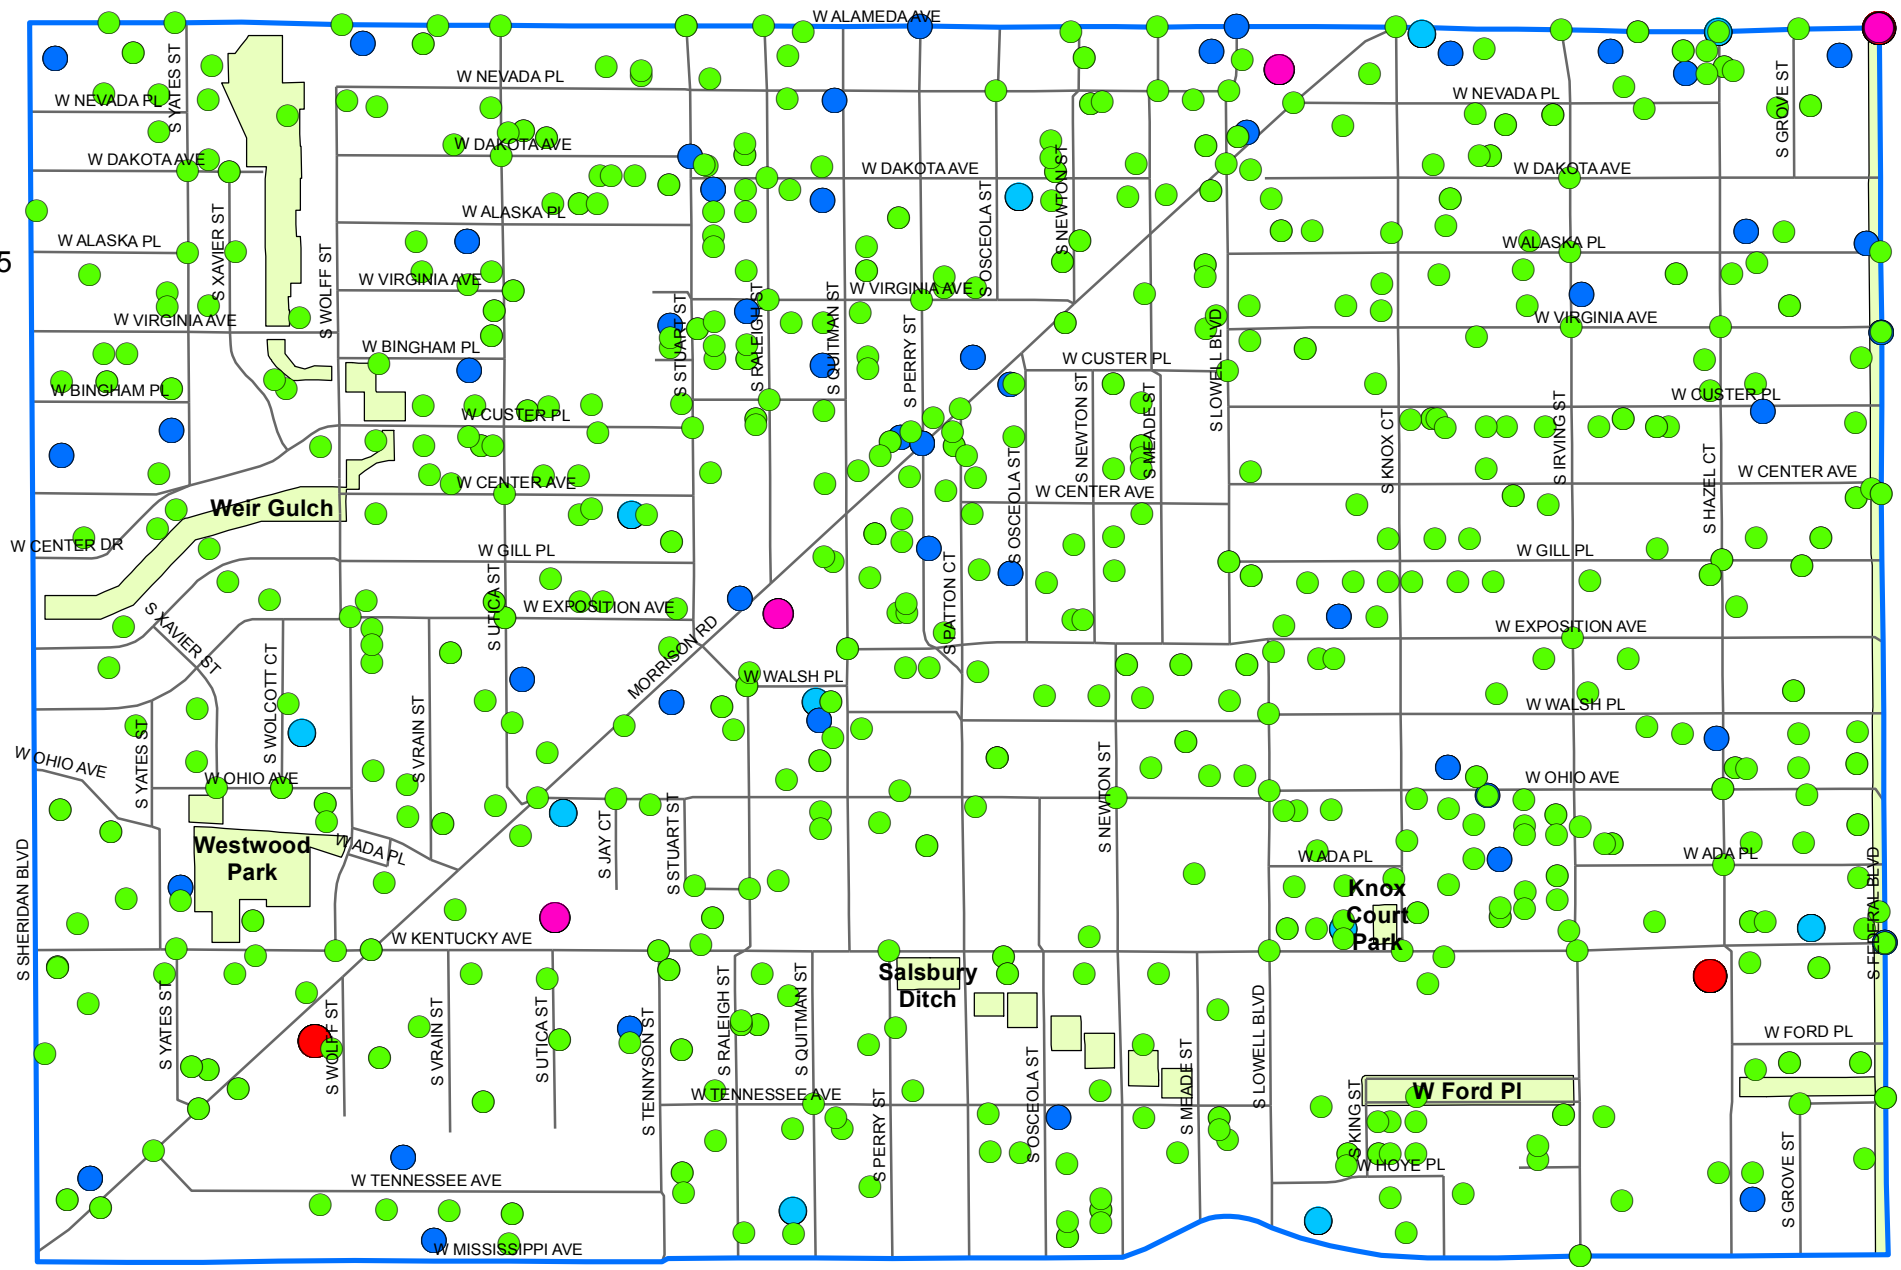 W ALAMEDA AVE
S YATES ST
W NEVADA PL
W NEVADA PL
W NEVADA PL
S GROVE ST
W DAKOTA AVE
W DAKOTA AVE
W DAKOTA AVE
W DAKOTA AVE
S NEWTON ST
S OSCEOLA ST
S XAVIER ST
W ALASKA PL
W ALASKA PL
W ALASKA PL
5
S WOLFF ST
W VIRGINIA AVE
W VIRGINIA AVE
W VIRGINIA AVE
W VIRGINIA AVE
S STUART ST
S RALEIGH ST
S QUITMAN ST
S PERRY ST
S LOWELL BLVD
W BINGHAM PL
W BINGHAM PL
W CUSTER PL
W CUSTER PL
W CUSTER PL
S NEWTON ST
S MEADE ST
S KNOX CT
S IRVING ST
S HAZEL CT
W CENTER AVE
W CENTER AVE
W CENTER AVE
S OSCEOLA ST
Weir Gulch
W CENTER DR
W GILL PL
W GILL PL
S UTICA ST
S PATTON CT
W EXPOSITION AVE
W EXPOSITION AVE
S XAVIER ST
S WOLCOTT CT
MORRISON RD
W WALSH PL
W WALSH PL
S VRAIN ST
S YATES ST
W OHIO AVE
W OHIO AVE
W OHIO AVE
S NEWTON ST
S JAY CT
S STUART ST
Westwood
Park
W ADA PL
W ADA PL
W ADA PL
S SHERIDAN BLVD
S FEDERAL BLVD
Knox
Court
Park
W KENTUCKY AVE
Salsbury
Ditch
S YATES ST
S WOLFF ST
S VRAIN ST
S UTICA ST
S TENNYSON ST
S RALEIGH ST
S QUITMAN ST
S PERRY ST
S OSCEOLA ST
S MEADE ST
S LOWELL BLVD
W FORD PL
W Ford Pl
S KING ST
W TENNESSEE AVE
W HOYE PL
W TENNESSEE AVE
S GROVE ST
W MISSISSIPPI AVE